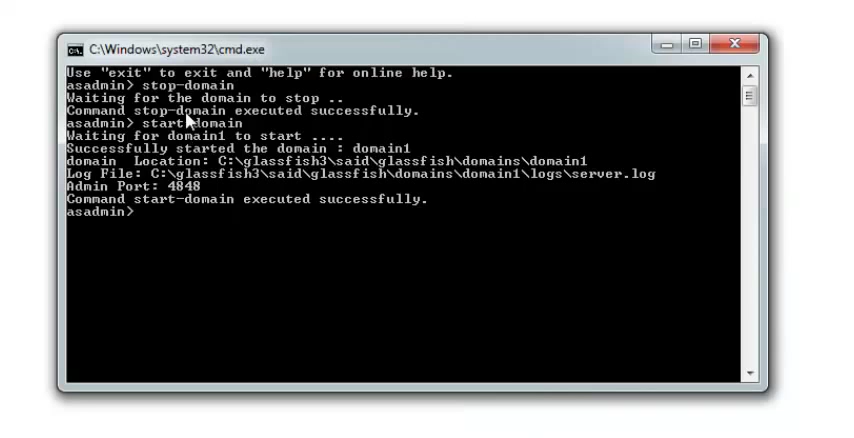 C:\Windows\system32\cmd.exe
Use "exit" to exit and "help" for online help.
asadmin> stop-domain
Waiting for the domain to stop ..
Command stop-domain executed successfully.
asadmin> start-domain
Waiting for domain1 to start ....
Successfully started the domain : domain1
domain  Location: C:\glassfish3\said\glassfish\domains\domain1
Log File: C:\glassfish3\said\glassfish\domains\domain1\logs\server.log
Admin Port: 4848
Command start-domain executed successfully.
asadmin>